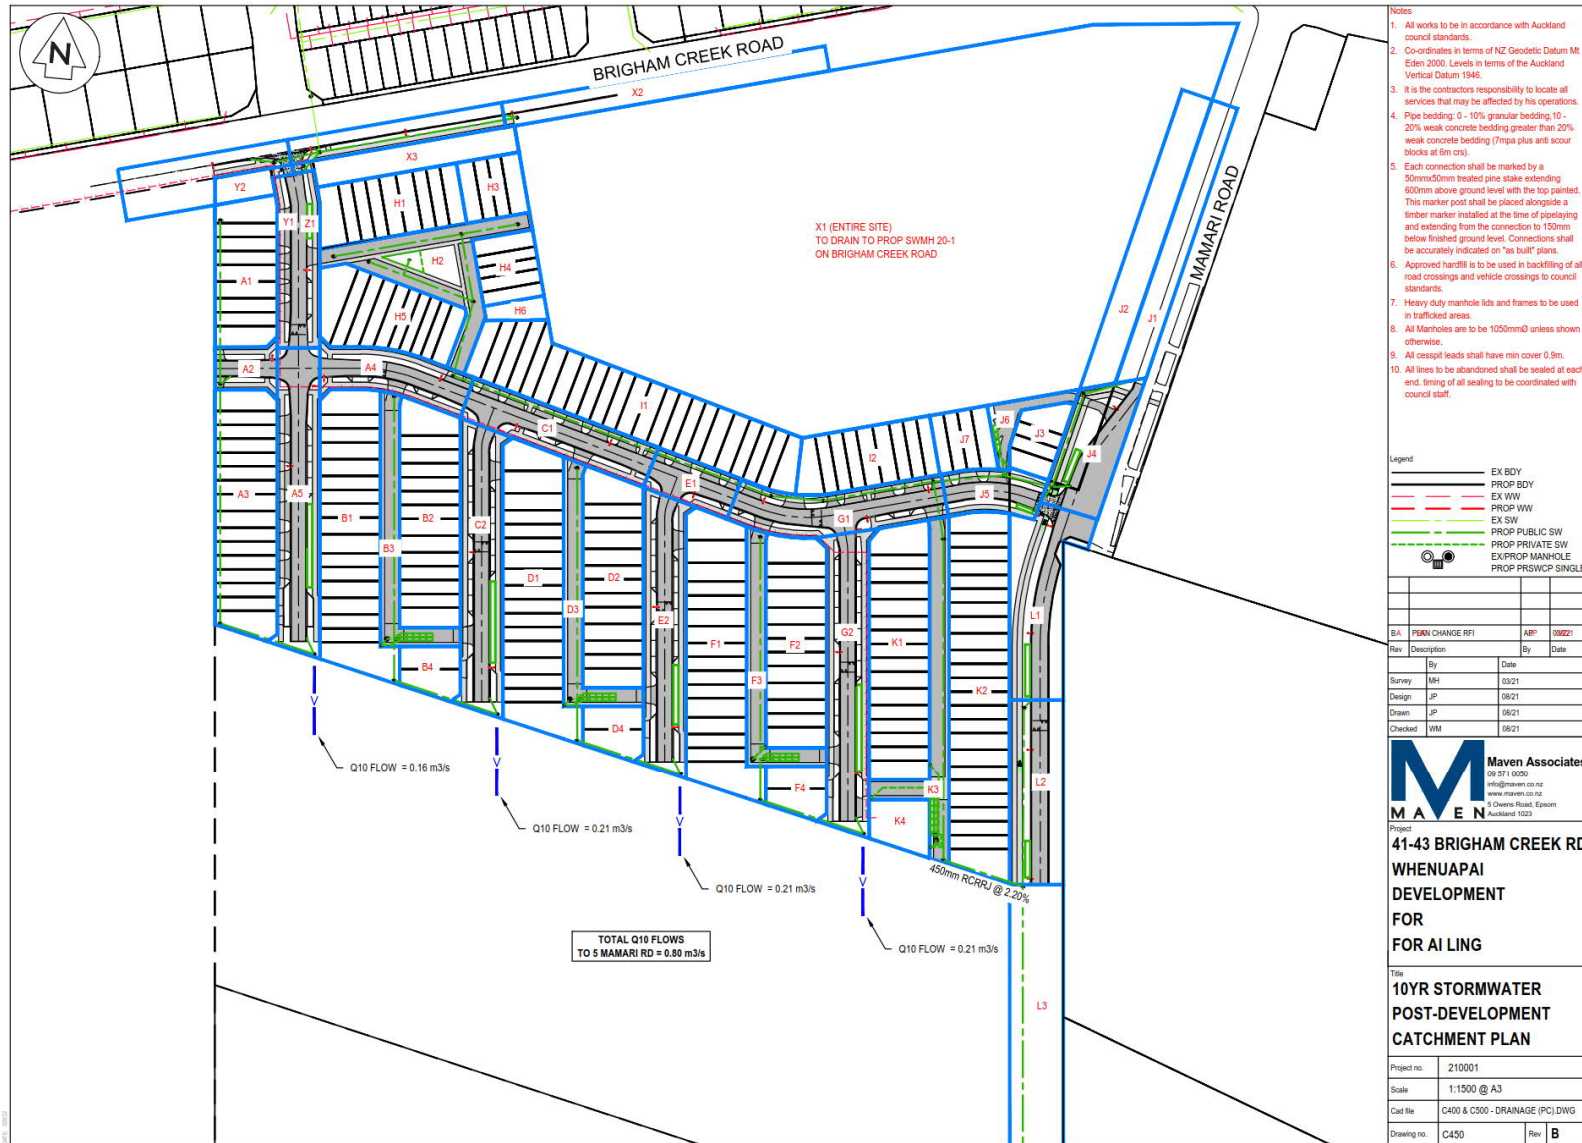 N
BRIGHAM CREEK ROAD
X2
X3
Y2
H1
H3
Y1
Z1
X1 (ENTIRE SITE)
TO DRAIN TO PROP SWMH 20-1
ON BRIGHAM CREEK ROAD
MAMARI ROAD
A1
H2
H4
H6
H5
J2
J1
A2
A4
I1
C1
I2
J7
J6
J3
J4
A3
A5
B1
B2
B3
C2
E1
G1
J5
D1
D2
D3
E2
F1
F2
F3
G2
K1
K2
L1
B4
D4
F4
K3
K4
L2
L3
V
V
V
V
Q10 FLOW = 0.16 m3/s
Q10 FLOW = 0.21 m3/s
Q10 FLOW = 0.21 m3/s
Q10 FLOW = 0.21 m3/s
450mm RCRRJ @ 2.20%
TOTAL Q10 FLOWS
TO 5 MAMARI RD = 0.80 m3/s
Notes
1. All works to be in accordance with Auckland
council standards.
2. Co-ordinates in terms of NZ Geodetic Datum Mt
Eden 2000. Levels in terms of the Auckland
Vertical Datum 1946.
3. It is the contractors responsibility to locate all
services that may be affected by his operations.
4. Pipe bedding: 0 - 10% granular bedding,10 -
20% weak concrete bedding,greater than 20%
weak concrete bedding (7mpa plus anti scour
blocks at 6m crs).
5. Each connection shall be marked by a
50mmx50mm treated pine stake extending
600mm above ground level with the top painted.
This marker post shall be placed alongside a
timber marker installed at the time of pipelaying
and extending from the connection to 150mm
below finished ground level. Connections shall
be accurately indicated on "as built" plans.
6. Approved hardfill is to be used in backfilling of all
road crossings and vehicle crossings to council
standards.
7. Heavy duty manhole lids and frames to be used
in trafficked areas.
8. All Manholes are to be 1050mmØ unless shown
otherwise.
9. All cesspit leads shall have min cover 0.9m.
10. All lines to be abandoned shall be sealed at each
end. timing of all sealing to be coordinated with
council staff.
Legend
EX BDY
PROP BDY
EX WW
PROP WW
EX SW
PROP PUBLIC SW
PROP PRIVATE SW
EX/PROP MANHOLE
PROP PRSWCP SINGLE
CHANGE RFI
Rev Description By Date
By Date
Survey MH 03/21
Design JP 08/21
Drawn JP 08/21
Checked WM 08/21
MAVEN
Maven Associates
09 571 0050
info@maven.co.nz
www.maven.co.nz
5 Owens Road, Epsom
Auckland 1023
Project
41-43 BRIGHAM CREEK RD
WHENUAPAI
DEVELOPMENT
FOR
FOR AI LING
Title
10YR STORMWATER
POST-DEVELOPMENT
CATCHMENT PLAN
Project no. 210001
Scale 1:1500 @ A3
Cad file C400 & C500 - DRAINAGE (PC).DWG
Drawing no. C450 Rev B